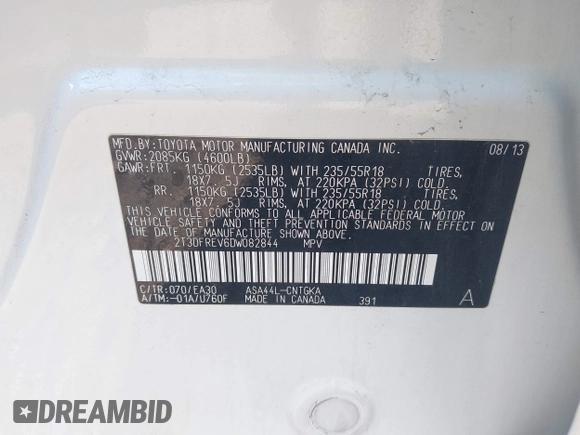 MFD.BY:TOYOTA MOTOR MANUFACTURING CANADA INC. 08/13
GVWR:2085KG (4600LB)
GAWR:FRT. 1150KG (2535LB) WITH 235/55R18 TIRES,
18X7 5J RIMS, AT 220KPA (32PSI) COLD.
RR. 1150KG (2535LB) WITH 235/55R18 TIRES,
18X7 5J RIMS, AT 220KPA (32PSI) COLD.
THIS VEHICLE CONFORMS TO ALL APPLICABLE FEDERAL MOTOR
VEHICLE SAFETY AND THEFT PREVENTION STANDARDS IN EFFECT ON
THE DATE OF MANUFACTURE SHOWN ABOVE.
2T3DFREV6DW082844 MPV
C/TR:070/EA30 ASA44L-CNTGKA
A/TM:-01A/U760F MADE IN CANADA 391 A
DREAMBID